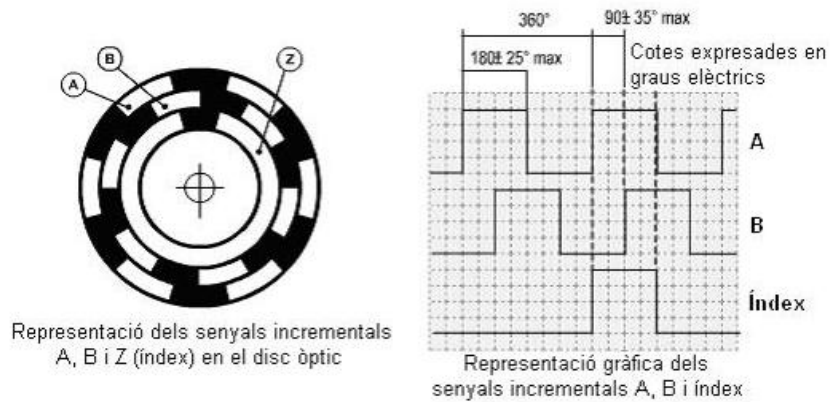 A
B
Z
Representació dels senyals incrementals
A, B i Z (índex) en el disc òptic
360°
90± 35° max
180± 25° max
Cotes expresades en
graus elèctrics
A
B
Índex
Representació gràfica dels
senyals incrementals A, B i índex